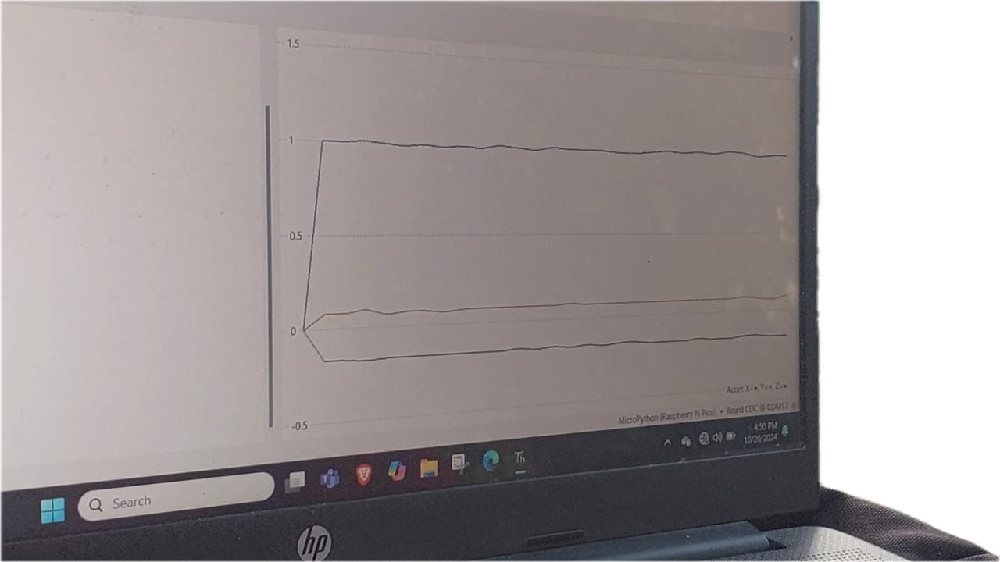 1.5
1
0.5
0
-0.5
Accel: X=●, Y=●, Z=●
MicroPython (Raspberry Pi Pico) • Board CDC @ COM17
Search
Th
4:50 PM
10/20/2024
hp